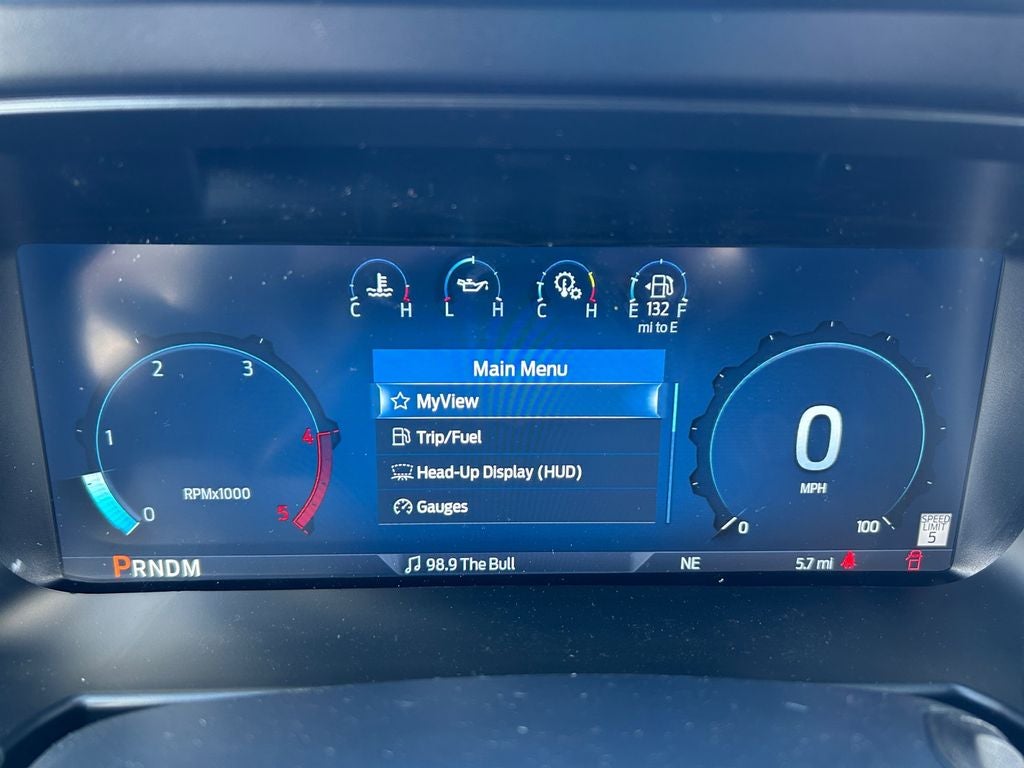 C H
L H
C H
E 132 F
mi to E
Main Menu
MyView
Trip/Fuel
Head-Up Display (HUD)
Gauges
2 3
1 4
0 5
RPMx1000
0
MPH
0 100
SPEED
LIMIT
5
PRNDM
98.9 The Bull
NE
5.7 mi